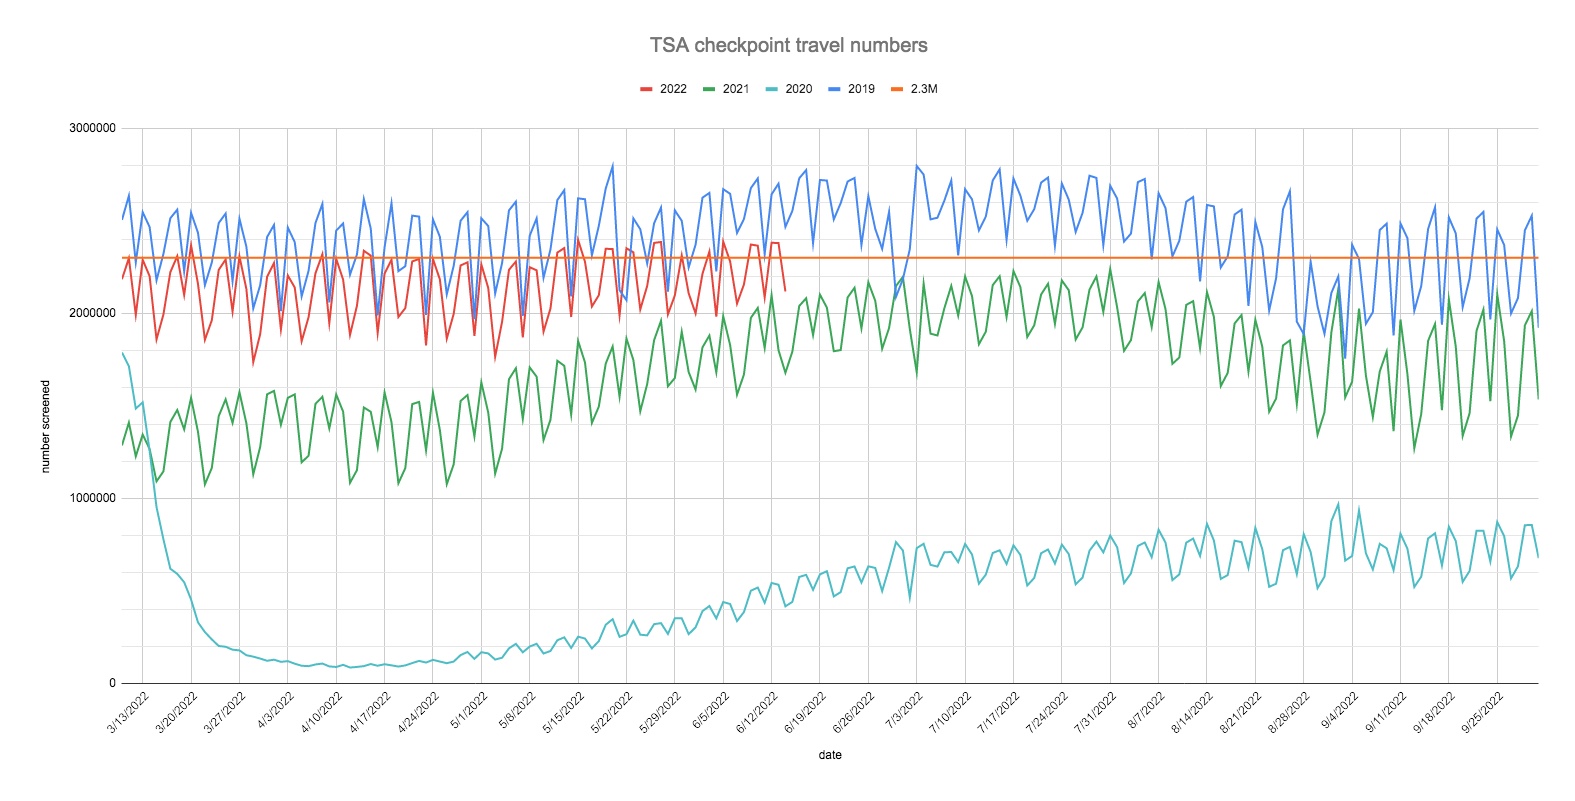 TSA checkpoint travel numbers
2022 2021 2020 2019 2.3M
3000000
2000000
1000000
0
number screened
3/13/2022 3/20/2022 3/27/2022 4/3/2022 4/10/2022 4/17/2022 4/24/2022 5/1/2022 5/8/2022 5/15/2022 5/22/2022 5/29/2022 6/5/2022 6/12/2022 6/19/2022 6/26/2022 7/3/2022 7/10/2022 7/17/2022 7/24/2022 7/31/2022 8/7/2022 8/14/2022 8/21/2022 8/28/2022 9/4/2022 9/11/2022 9/18/2022 9/25/2022
date